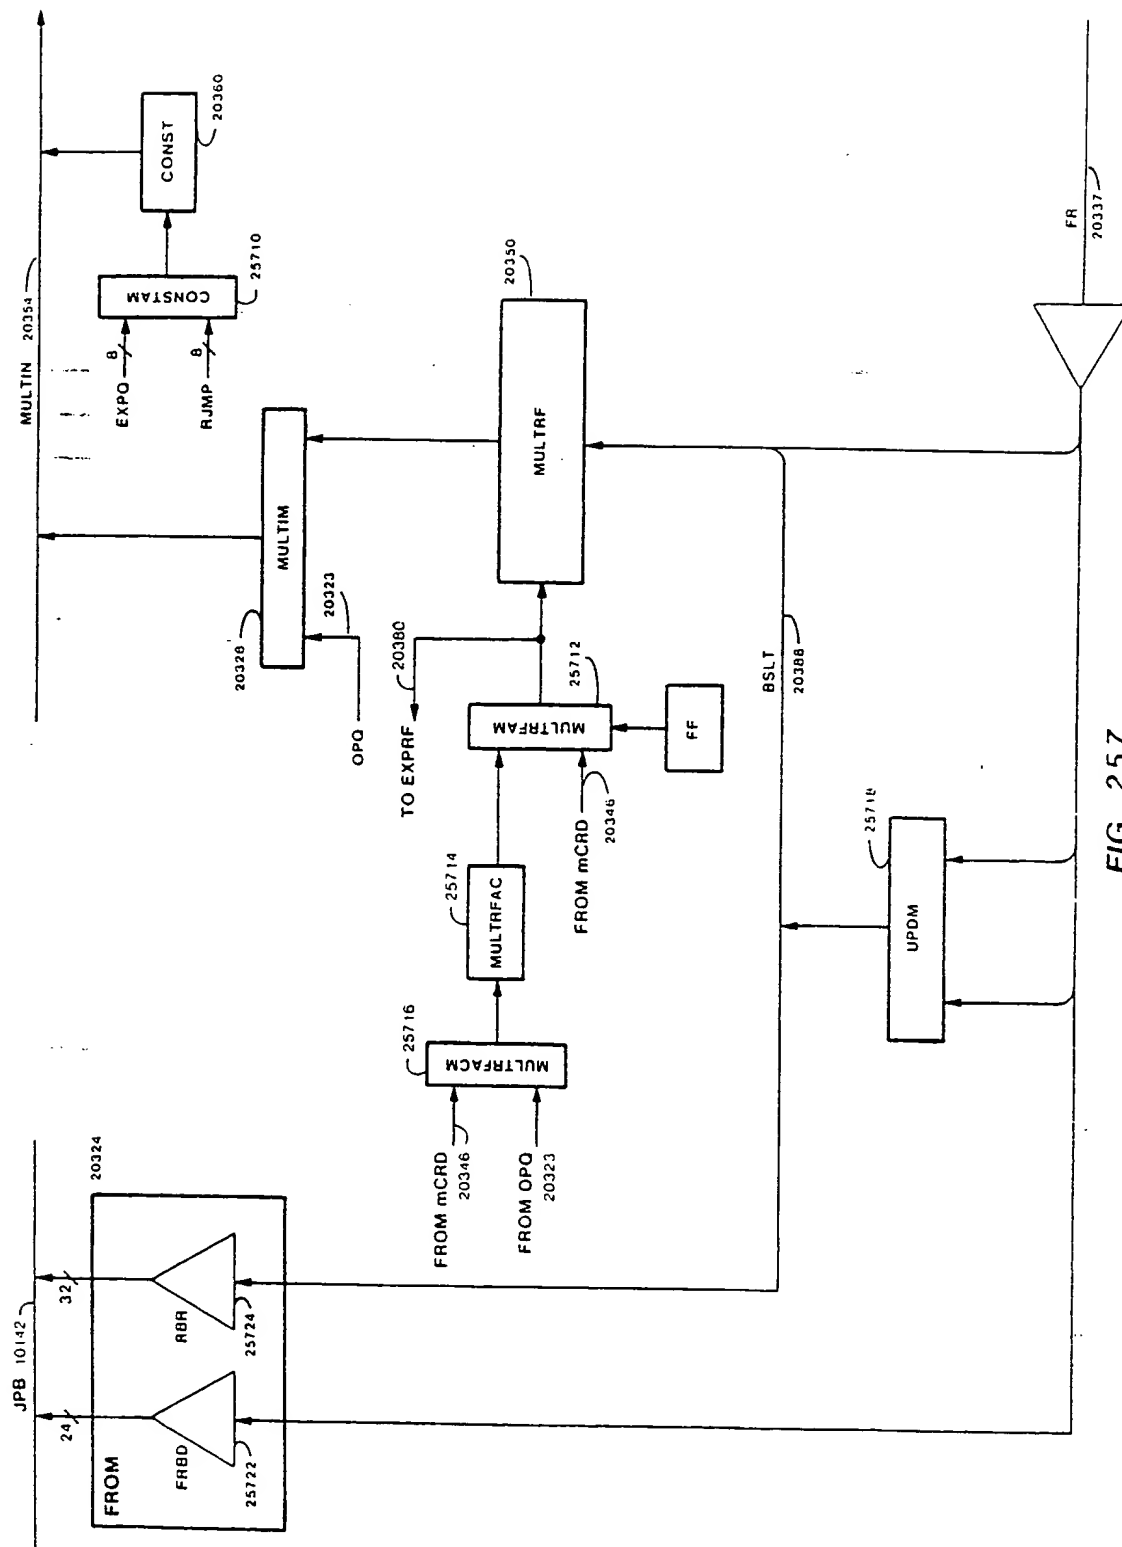 JPB 10142
24
32
FROM
20324
FRBD
25722
RBR
25724
MULTIN 20354
EXPQ
8
RJMP
8
CONSTAM
25710
CONST
20360
MULTIM
20328
20323
OPQ
MULTRF
20350
TO EXPRF
20380
MULTRFAM
25712
FF
FROM mCRD
20346
MULTRFAC
25714
MULTRFACM
25716
FROM mCRD
20346
FROM OPQ
20323
BSLT
20388
UPDM
25718
FR
20337
FIG 257